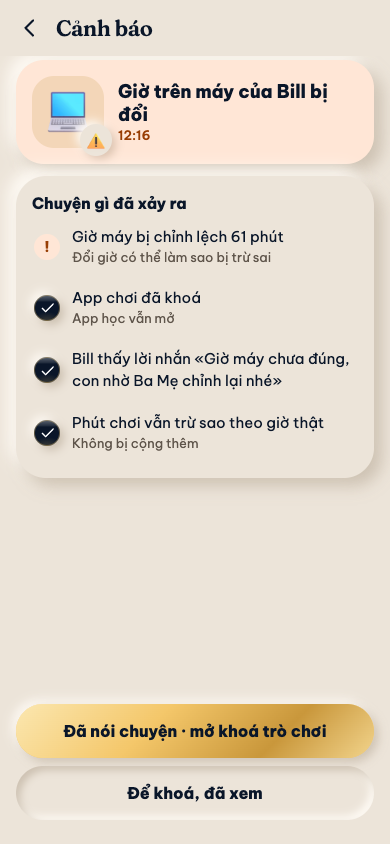 Cảnh báo
Giờ trên máy của Bill bị
đổi
12:16
Chuyện gì đã xảy ra
Giờ máy bị chỉnh lệch 61 phút
Đổi giờ có thể làm sao bị trừ sai
App chơi đã khoá
App học vẫn mở
Bill thấy lời nhắn «Giờ máy chưa đúng,
con nhờ Ba Mẹ chỉnh lại nhé»
Phút chơi vẫn trừ sao theo giờ thật
Không bị cộng thêm
Đã nói chuyện · mở khoá trò chơi
Để khoá, đã xem